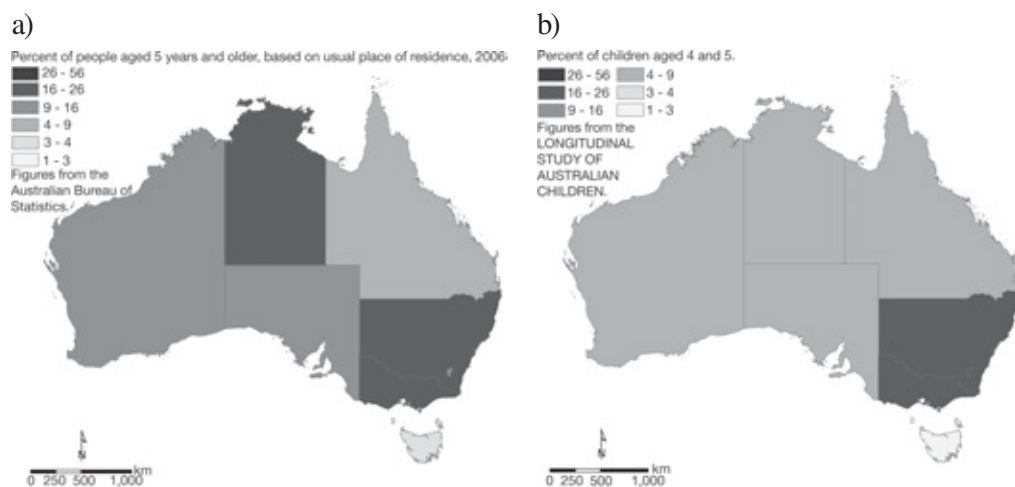 a)
Percent of people aged 5 years and older, based on usual place of residence, 2006
26 - 56
16 - 26
9 - 16
4 - 9
3 - 4
1 - 3
Figures from the
Australian Bureau of
Statistics.
N
km
0 250 500 1,000
b)
Percent of children aged 4 and 5.
26 - 56
16 - 26
9 - 16
4 - 9
3 - 4
1 - 3
Figures from the
LONGITUDINAL
STUDY OF
AUSTRALIAN
CHILDREN.
N
km
0 250 500 1,000